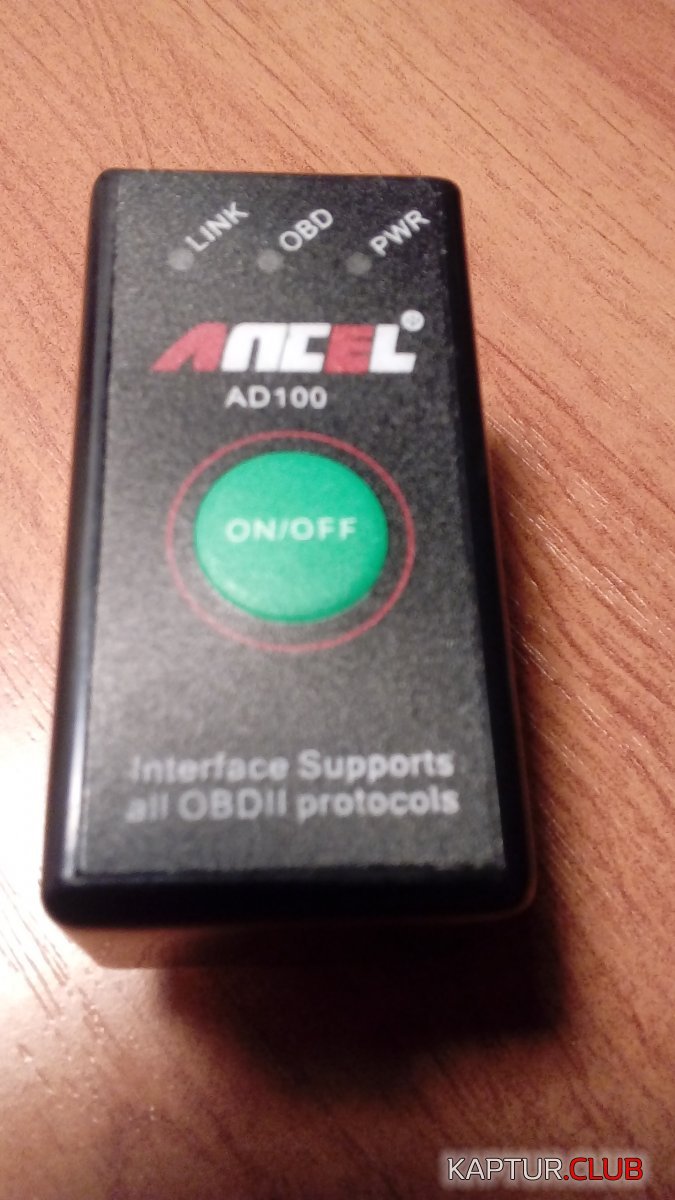 LINK OBD PWR
ANCEL®
AD100
ON/OFF
Interface Supports
all OBDII protocols
KAPTUR.CLUB